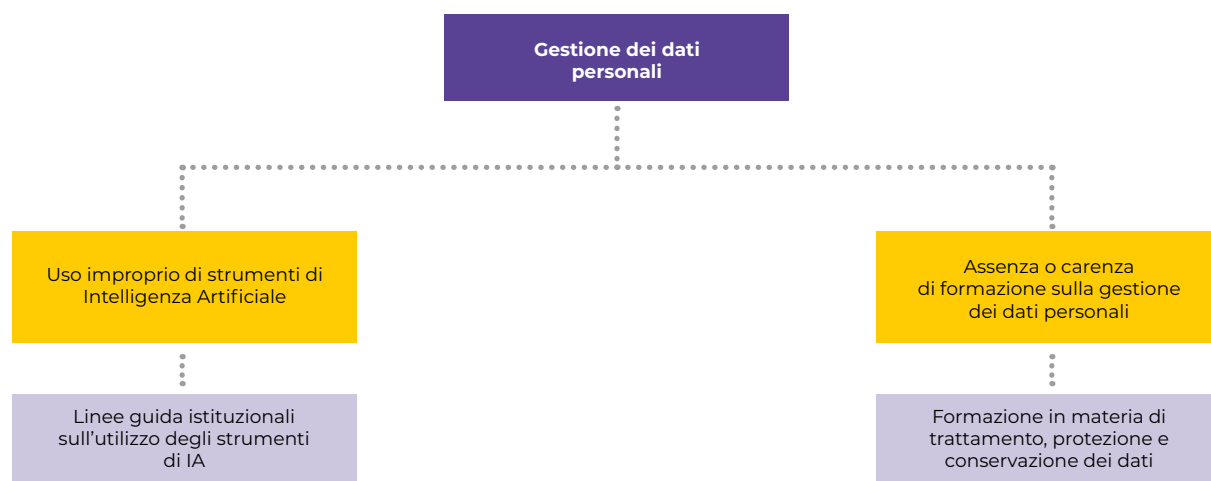 Gestione dei dati
personali
Uso improprio di strumenti di
Intelligenza Artificiale
Assenza o carenza
di formazione sulla gestione
dei dati personali
Linee guida istituzionali
sull’utilizzo degli strumenti
di IA
Formazione in materia di
trattamento, protezione e
conservazione dei dati